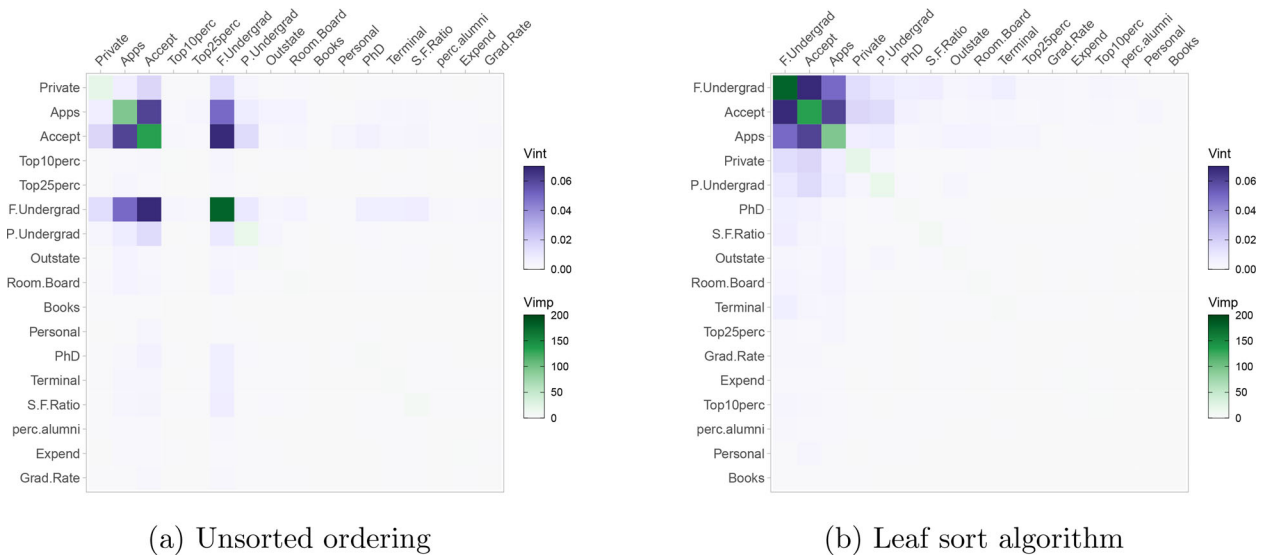 Private Apps Accept Top10perc Top25perc F.Undergrad P.Undergrad Outstate Room.Board Books Personal PhD Terminal S.F.Ratio perc.alumni Expend Grad.Rate
Private
Apps
Accept
Top10perc
Top25perc
F.Undergrad
P.Undergrad
Outstate
Room.Board
Books
Personal
PhD
Terminal
S.F.Ratio
perc.alumni
Expend
Grad.Rate
Vint
0.06
0.04
0.02
0.00
Vimp
200
150
100
50
0
(a) Unsorted ordering
F.Undergrad Accept Apps Private P.Undergrad PhD S.F.Ratio Outstate Room.Board Terminal Top25perc Grad.Rate Expend Top10perc perc.alumni Personal Books
F.Undergrad
Accept
Apps
Private
P.Undergrad
PhD
S.F.Ratio
Outstate
Room.Board
Terminal
Top25perc
Grad.Rate
Expend
Top10perc
perc.alumni
Personal
Books
Vint
0.06
0.04
0.02
0.00
Vimp
200
150
100
50
0
(b) Leaf sort algorithm